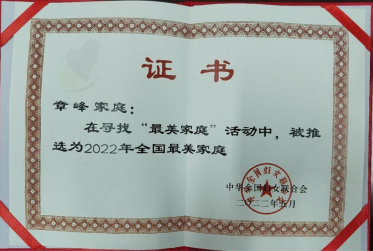 证书
章峰家庭：
在寻找“最美家庭”活动中，被推
选为2022年全国最美家庭
中华全国妇女联合会
二〇二二年五月